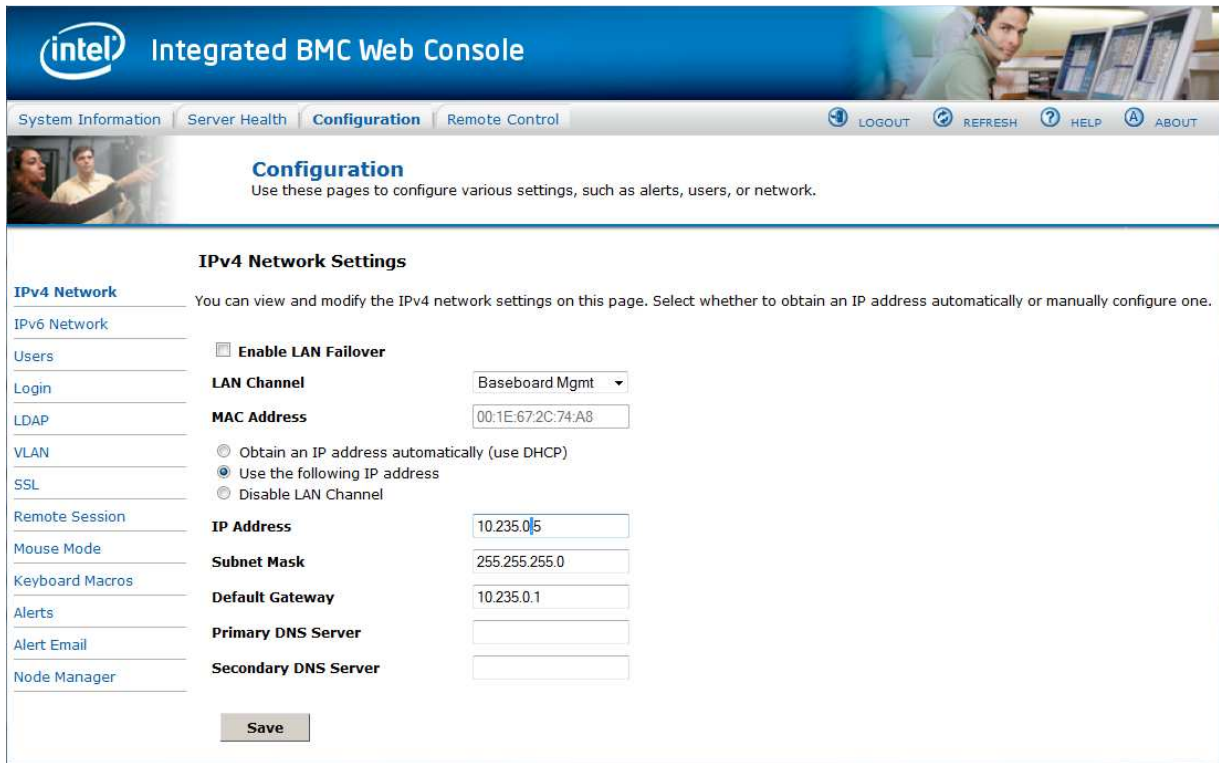 intel Integrated BMC Web Console
System Information Server Health Configuration Remote Control LOGOUT REFRESH ? HELP A ABOUT
Configuration
Use these pages to configure various settings, such as alerts, users, or network.
IPv4 Network Settings
You can view and modify the IPv4 network settings on this page. Select whether to obtain an IP address automatically or manually configure one.
IPv4 Network
IPv6 Network
Users
Login
LDAP
VLAN
SSL
Remote Session
Mouse Mode
Keyboard Macros
Alerts
Alert Email
Node Manager
Enable LAN Failover
LAN Channel Baseboard Mgmt
MAC Address 00:1E:67:2C:74:A8
Obtain an IP address automatically (use DHCP)
Use the following IP address
Disable LAN Channel
IP Address 10.235.0.5
Subnet Mask 255.255.255.0
Default Gateway 10.235.0.1
Primary DNS Server
Secondary DNS Server
Save